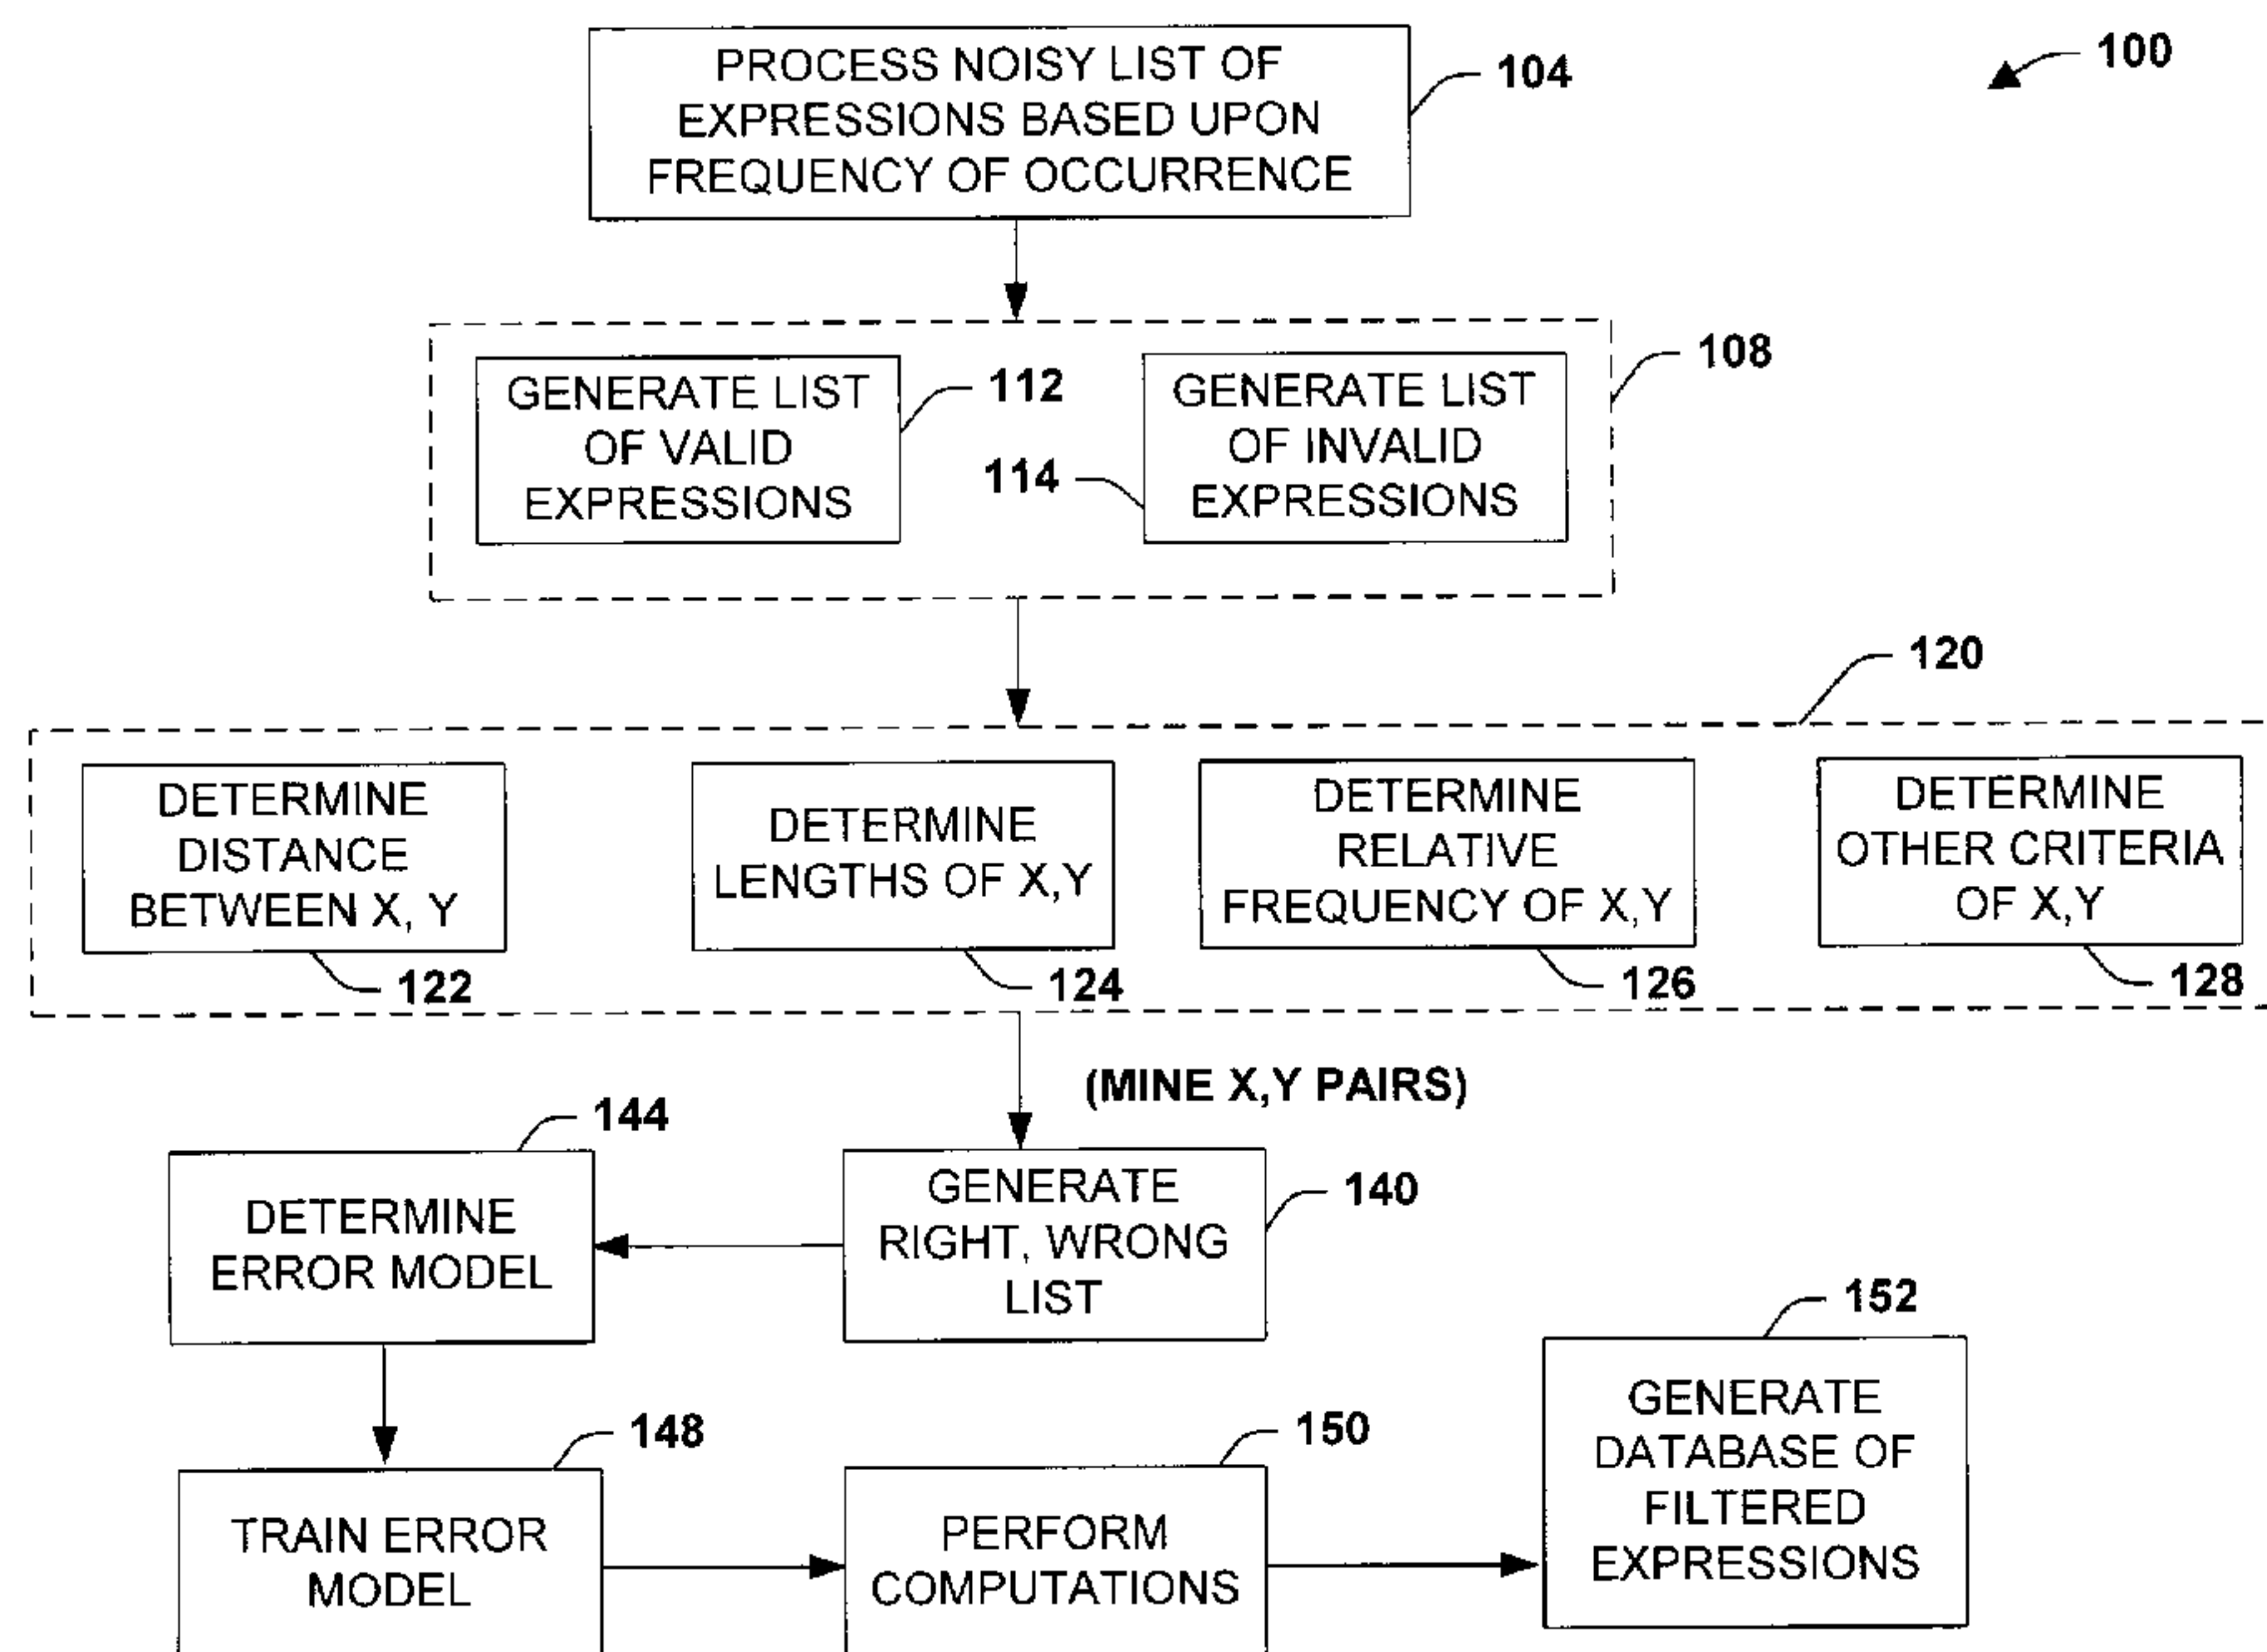 100
PROCESS NOISY LIST OF
EXPRESSIONS BASED UPON
FREQUENCY OF OCCURRENCE
104
108
GENERATE LIST
OF VALID
EXPRESSIONS
112
GENERATE LIST
OF INVALID
EXPRESSIONS
114
120
DETERMINE
DISTANCE
BETWEEN X, Y
122
DETERMINE
LENGTHS OF X,Y
124
DETERMINE
RELATIVE
FREQUENCY OF X,Y
126
DETERMINE
OTHER CRITERIA
OF X,Y
128
(MINE X,Y PAIRS)
GENERATE
RIGHT, WRONG
LIST
140
DETERMINE
ERROR MODEL
144
TRAIN ERROR
MODEL
148
PERFORM
COMPUTATIONS
150
GENERATE
DATABASE OF
FILTERED
EXPRESSIONS
152